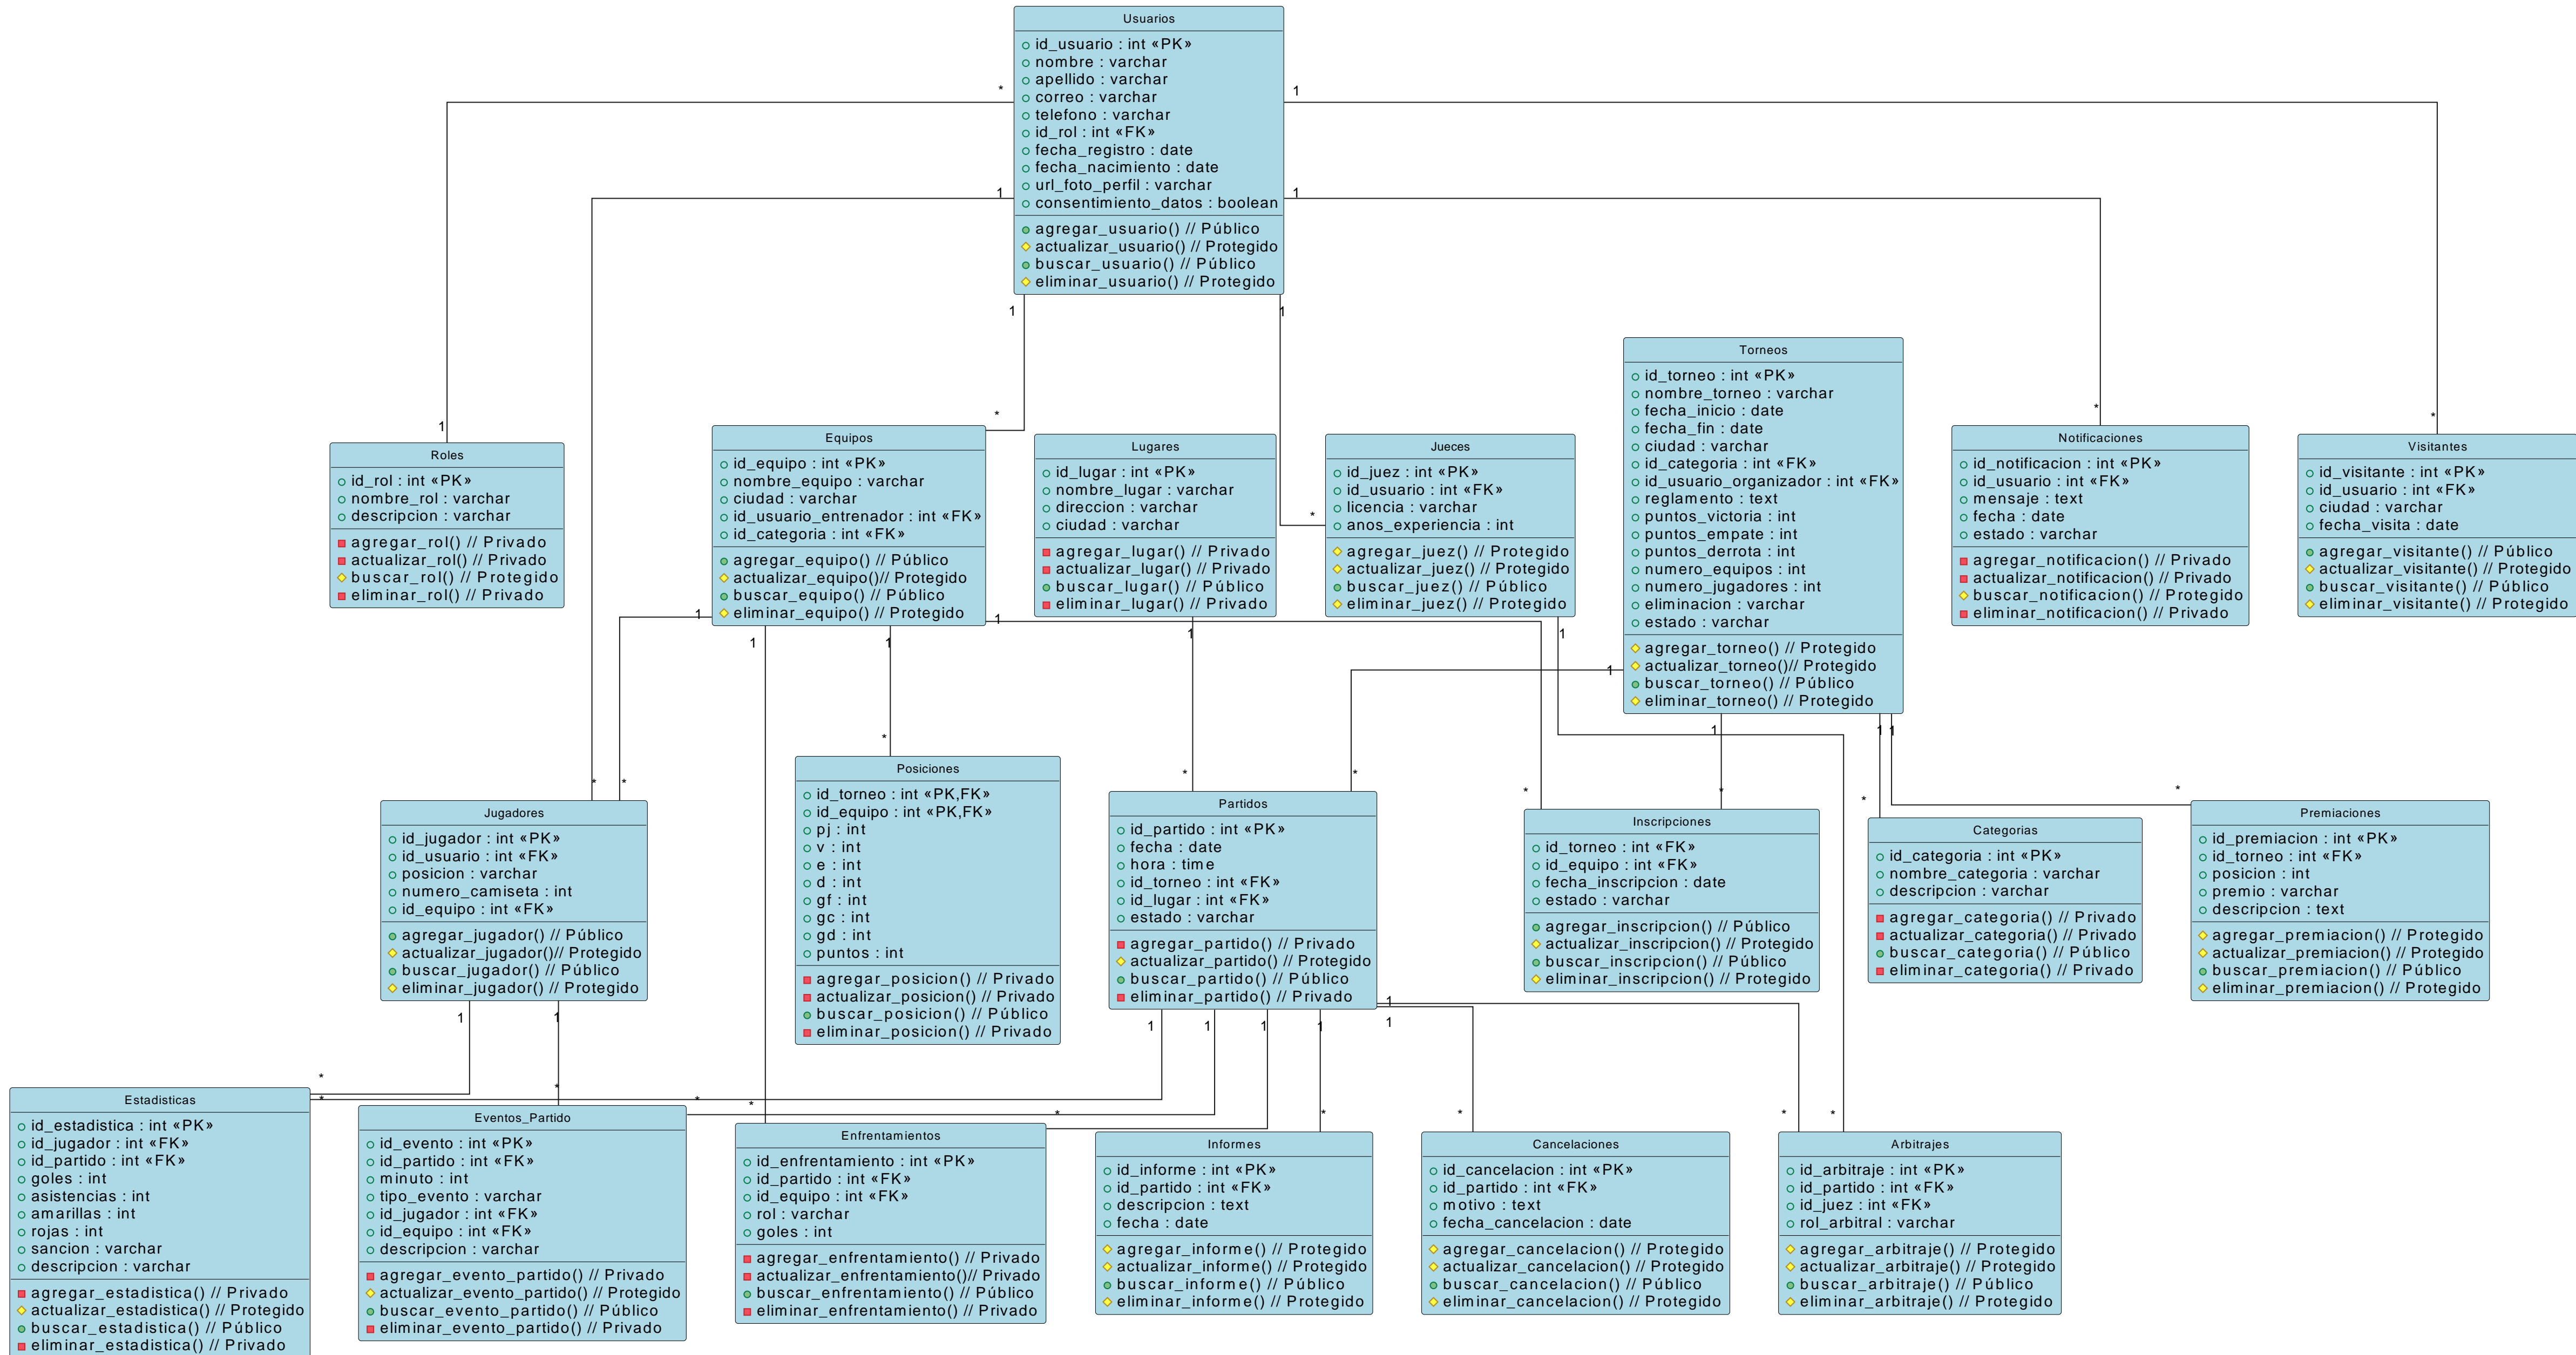 Usuarios
id_usuario : int «PK»
nombre : varchar
apellido : varchar
correo : varchar
telefono : varchar
id_rol : int «FK»
fecha_registro : date
fecha_nacimiento : date
url_foto_perfil : varchar
consentimiento_datos : boolean
agregar_usuario() // Público
actualizar_usuario() // Protegido
buscar_usuario() // Público
eliminar_usuario() // Protegido
* 1
1 1
1 1
Roles
id_rol : int «PK»
nombre_rol : varchar
descripcion : varchar
agregar_rol() // Privado
actualizar_rol() // Privado
buscar_rol() // Protegido
eliminar_rol() // Privado
1
Equipos
id_equipo : int «PK»
nombre_equipo : varchar
ciudad : varchar
id_usuario_entrenador : int «FK»
id_categoria : int «FK»
agregar_equipo() // Público
actualizar_equipo()// Protegido
buscar_equipo() // Público
eliminar_equipo() // Protegido
*
1 1
1 1
Lugares
id_lugar : int «PK»
nombre_lugar : varchar
direccion : varchar
ciudad : varchar
agregar_lugar() // Privado
actualizar_lugar() // Privado
buscar_lugar() // Público
eliminar_lugar() // Privado
1
Jueces
id_juez : int «PK»
id_usuario : int «FK»
licencia : varchar
anos_experiencia : int
agregar_juez() // Protegido
actualizar_juez() // Protegido
buscar_juez() // Público
eliminar_juez() // Protegido
*
1
Torneos
id_torneo : int «PK»
nombre_torneo : varchar
fecha_inicio : date
fecha_fin : date
ciudad : varchar
id_categoria : int «FK»
id_usuario_organizador : int «FK»
reglamento : text
puntos_victoria : int
puntos_empate : int
puntos_derrota : int
numero_equipos : int
numero_jugadores : int
eliminacion : varchar
estado : varchar
agregar_torneo() // Protegido
actualizar_torneo()// Protegido
buscar_torneo() // Público
eliminar_torneo() // Protegido
1
1 1 1
Notificaciones
id_notificacion : int «PK»
id_usuario : int «FK»
mensaje : text
fecha : date
estado : varchar
agregar_notificacion() // Privado
actualizar_notificacion() // Privado
buscar_notificacion() // Protegido
eliminar_notificacion() // Privado
*
Visitantes
id_visitante : int «PK»
id_usuario : int «FK»
ciudad : varchar
fecha_visita : date
agregar_visitante() // Público
actualizar_visitante() // Protegido
buscar_visitante() // Público
eliminar_visitante() // Protegido
*
Jugadores
id_jugador : int «PK»
id_usuario : int «FK»
posicion : varchar
numero_camiseta : int
id_equipo : int «FK»
agregar_jugador() // Público
actualizar_jugador()// Protegido
buscar_jugador() // Público
eliminar_jugador() // Protegido
* *
1 1
Posiciones
id_torneo : int «PK,FK»
id_equipo : int «PK,FK»
pj : int
v : int
e : int
d : int
gf : int
gc : int
gd : int
puntos : int
agregar_posicion() // Privado
actualizar_posicion() // Privado
buscar_posicion() // Público
eliminar_posicion() // Privado
*
Partidos
id_partido : int «PK»
fecha : date
hora : time
id_torneo : int «FK»
id_lugar : int «FK»
estado : varchar
agregar_partido() // Privado
actualizar_partido() // Protegido
buscar_partido() // Público
eliminar_partido() // Privado
* *
1
1 1 1 1 1
Inscripciones
id_torneo : int «FK»
id_equipo : int «FK»
fecha_inscripcion : date
estado : varchar
agregar_inscripcion() // Público
actualizar_inscripcion() // Protegido
buscar_inscripcion() // Público
eliminar_inscripcion() // Protegido
* *
Categorias
id_categoria : int «PK»
nombre_categoria : varchar
descripcion : varchar
agregar_categoria() // Privado
actualizar_categoria() // Privado
buscar_categoria() // Público
eliminar_categoria() // Privado
*
Premiaciones
id_premiacion : int «PK»
id_torneo : int «FK»
posicion : int
premio : varchar
descripcion : text
agregar_premiacion() // Protegido
actualizar_premiacion() // Protegido
buscar_premiacion() // Público
eliminar_premiacion() // Protegido
*
Estadisticas
id_estadistica : int «PK»
id_jugador : int «FK»
id_partido : int «FK»
goles : int
asistencias : int
amarillas : int
rojas : int
sancion : varchar
descripcion : varchar
agregar_estadistica() // Privado
actualizar_estadistica() // Protegido
buscar_estadistica() // Público
eliminar_estadistica() // Privado
*
*
Eventos_Partido
id_evento : int «PK»
id_partido : int «FK»
minuto : int
tipo_evento : varchar
id_jugador : int «FK»
id_equipo : int «FK»
descripcion : varchar
agregar_evento_partido() // Privado
actualizar_evento_partido() // Protegido
buscar_evento_partido() // Público
eliminar_evento_partido() // Privado
* *
Enfrentamientos
id_enfrentamiento : int «PK»
id_partido : int «FK»
id_equipo : int «FK»
rol : varchar
goles : int
agregar_enfrentamiento() // Privado
actualizar_enfrentamiento()// Privado
buscar_enfrentamiento() // Público
eliminar_enfrentamiento() // Privado
* *
Informes
id_informe : int «PK»
id_partido : int «FK»
descripcion : text
fecha : date
agregar_informe() // Protegido
actualizar_informe() // Protegido
buscar_informe() // Público
eliminar_informe() // Protegido
*
Cancelaciones
id_cancelacion : int «PK»
id_partido : int «FK»
motivo : text
fecha_cancelacion : date
agregar_cancelacion() // Protegido
actualizar_cancelacion() // Protegido
buscar_cancelacion() // Público
eliminar_cancelacion() // Protegido
*
Arbitrajes
id_arbitraje : int «PK»
id_partido : int «FK»
id_juez : int «FK»
rol_arbitral : varchar
agregar_arbitraje() // Protegido
actualizar_arbitraje() // Protegido
buscar_arbitraje() // Público
eliminar_arbitraje() // Protegido
* *